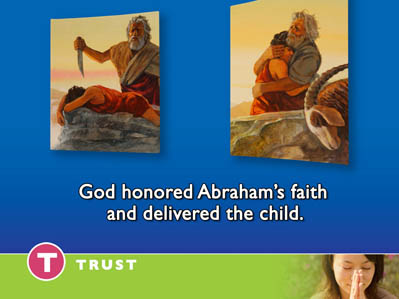 God honored Abraham's faith
and delivered the child.
T TRUST